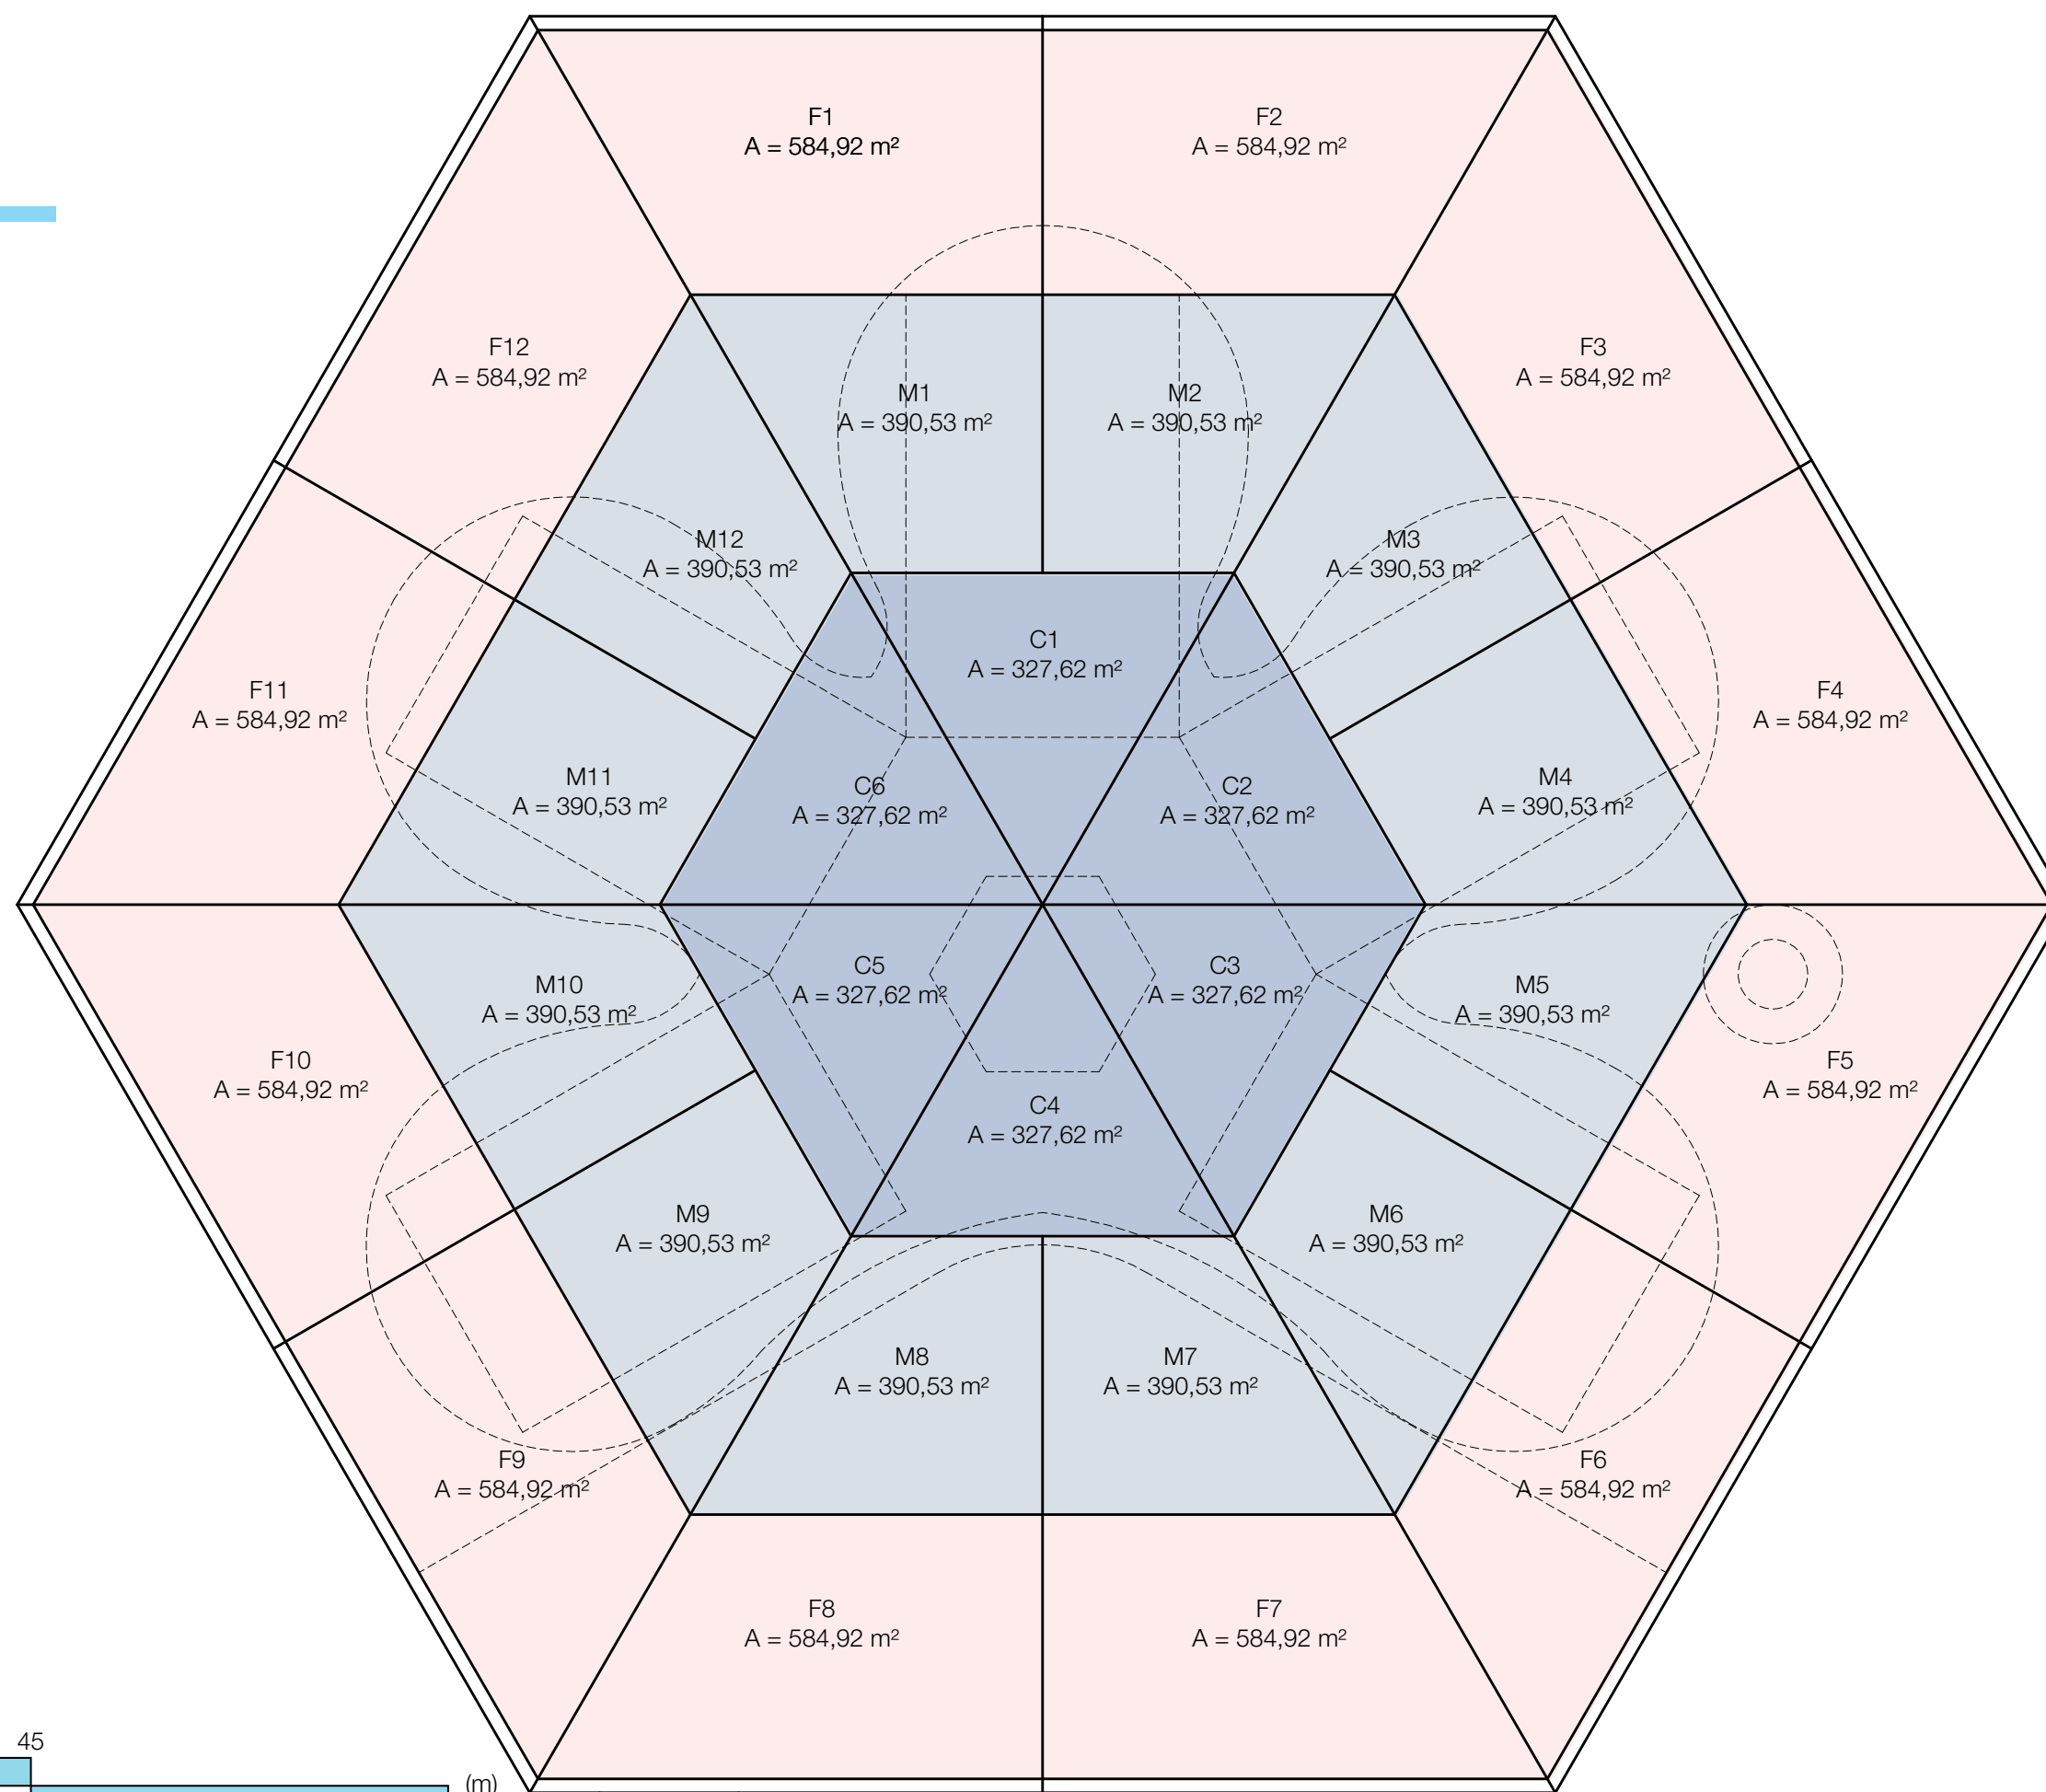 F1
A = 584,92 m²
F2
A = 584,92 m²
F12
A = 584,92 m²
F3
A = 584,92 m²
M1
A = 390,53 m²
M2
A = 390,53 m²
M12
A = 390,53 m²
M3
A = 390,53 m²
C1
A = 327,62 m²
F11
A = 584,92 m²
F4
A = 584,92 m²
M11
A = 390,53 m²
C6
A = 327,62 m²
C2
A = 327,62 m²
M4
A = 390,53 m²
C5
A = 327,62 m²
C3
A = 327,62 m²
M10
A = 390,53 m²
M5
A = 390,53 m²
F10
A = 584,92 m²
F5
A = 584,92 m²
C4
A = 327,62 m²
M9
A = 390,53 m²
M6
A = 390,53 m²
M8
A = 390,53 m²
M7
A = 390,53 m²
F9
A = 584,92 m²
F6
A = 584,92 m²
F8
A = 584,92 m²
F7
A = 584,92 m²
45
(m)